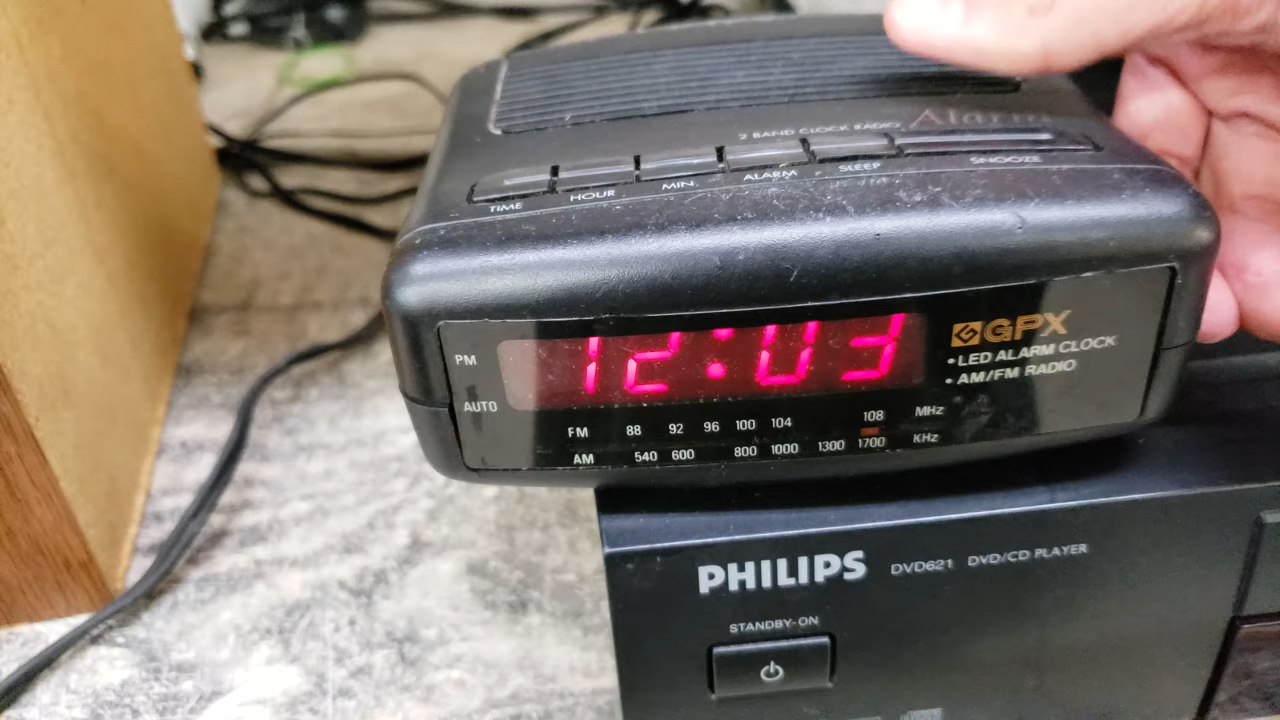 Alarm
2 BAND CLOCK RADIO
TIME HOUR MIN. ALARM SLEEP SNOOZE
PM
12:03
GPX
• LED ALARM CLOCK
• AM/FM RADIO
AUTO
FM 88 92 96 100 104 108 MHz
AM 540 600 800 1000 1300 1700 KHz
PHILIPS DVD621 DVD/CD PLAYER
STANDBY-ON